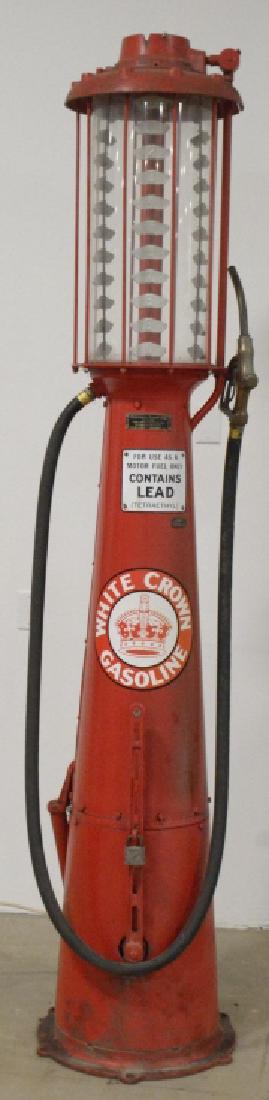 FOR USE AS A
MOTOR FUEL ONLY
CONTAINS
LEAD
(TETRAETHYL)
WHITE CROWN
GASOLINE